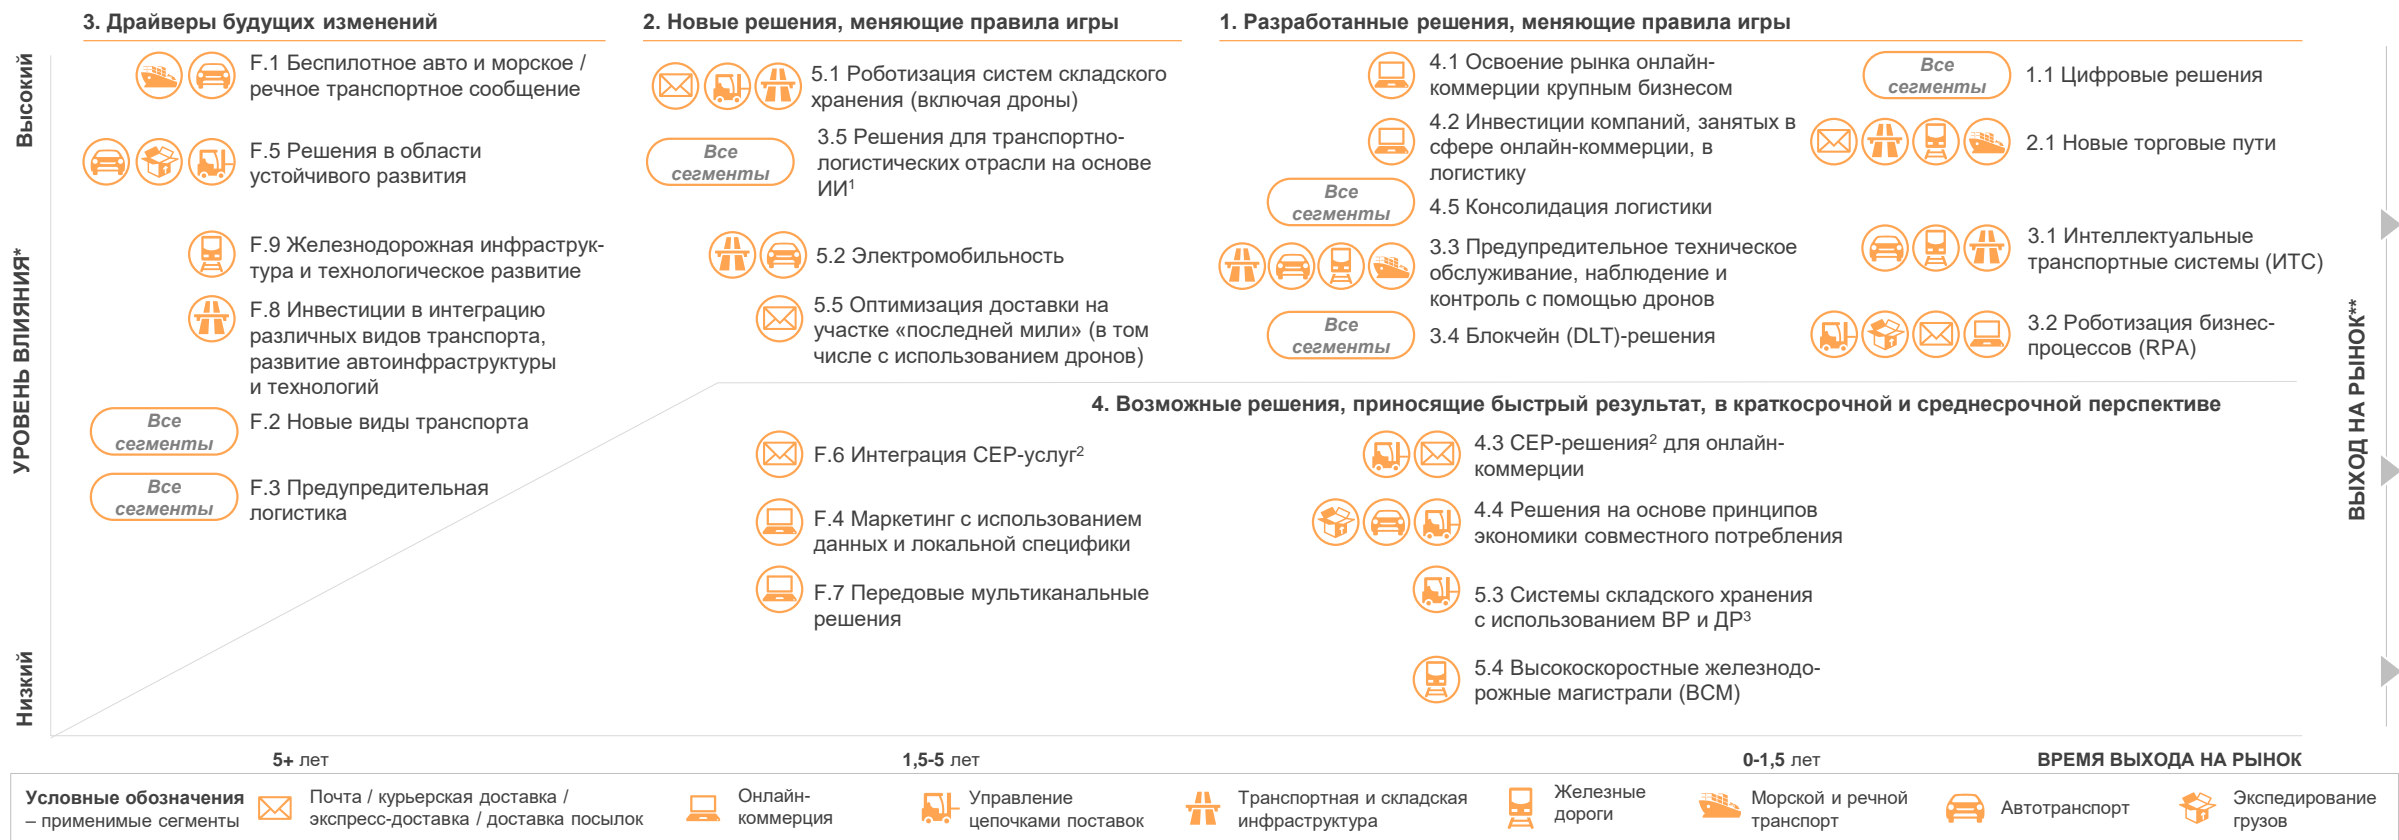 3. Драйверы будущих изменений
F.1 Беспилотное авто и морское /
речное транспортное сообщение
F.5 Решения в области
устойчивого развития
F.9 Железнодорожная инфраструк-
тура и технологическое развитие
F.8 Инвестиции в интеграцию
различных видов транспорта,
развитие автоинфраструктуры
и технологий
Все
сегменты
F.2 Новые виды транспорта
Все
сегменты
F.3 Предупредительная
логистика
2. Новые решения, меняющие правила игры
5.1 Роботизация систем складского
хранения (включая дроны)
Все
сегменты
3.5 Решения для транспортно-
логистических отрасли на основе
ИИ¹
5.2 Электромобильность
5.5 Оптимизация доставки на
участке «последней мили» (в том
числе с использованием дронов)
1. Разработанные решения, меняющие правила игры
4.1 Освоение рынка онлайн-
коммерции крупным бизнесом
4.2 Инвестиции компаний, занятых в
сфере онлайн-коммерции, в
логистику
Все
сегменты
4.5 Консолидация логистики
3.3 Предупредительное техническое
обслуживание, наблюдение и
контроль с помощью дронов
Все
сегменты
3.4 Блокчейн (DLT)-решения
Все
сегменты
1.1 Цифровые решения
2.1 Новые торговые пути
3.1 Интеллектуальные
транспортные системы (ИТС)
3.2 Роботизация бизнес-
процессов (RPA)
4. Возможные решения, приносящие быстрый результат, в краткосрочной и среднесрочной перспективе
F.6 Интеграция CEP-услуг²
F.4 Маркетинг с использованием
данных и локальной специфики
F.7 Передовые мультиканальные
решения
4.3 CEP-решения² для онлайн-
коммерции
4.4 Решения на основе принципов
экономики совместного потребления
5.3 Системы складского хранения
с использованием ВР и ДР³
5.4 Высокоскоростные железнодо-
рожные магистрали (ВСМ)
Высокий
УРОВЕНЬ ВЛИЯНИЯ*
Низкий
ВЫХОД НА РЫНОК**
5+ лет
1,5-5 лет
0-1,5 лет
ВРЕМЯ ВЫХОДА НА РЫНОК
Условные обозначения
– применимые сегменты
Почта / курьерская доставка /
экспресс-доставка / доставка посылок
Онлайн-
коммерция
Управление
цепочками поставок
Транспортная и складская
инфраструктура
Железные
дороги
Морской и речной
транспорт
Автотранспорт
Экспедирование
грузов